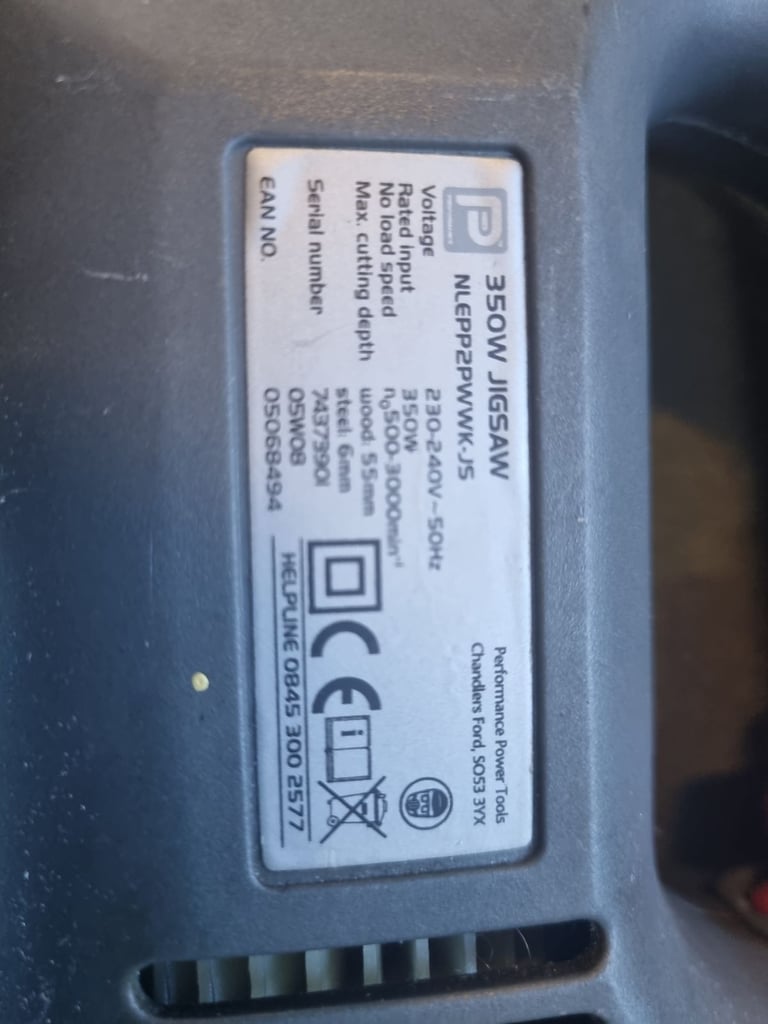 350W JIGSAW
NLEPP2PWWK-JS
Performance Power Tools
Chandlers Ford, SO53 3YX
Voltage 230-240V~50Hz
Rated input 350W
No load speed n₀500-3000min⁻¹
Max. cutting depth wood: 55mm
steel: 6mm
Serial number
05W08
EAN NO. 05068494
HELPLINE 0845 300 2577